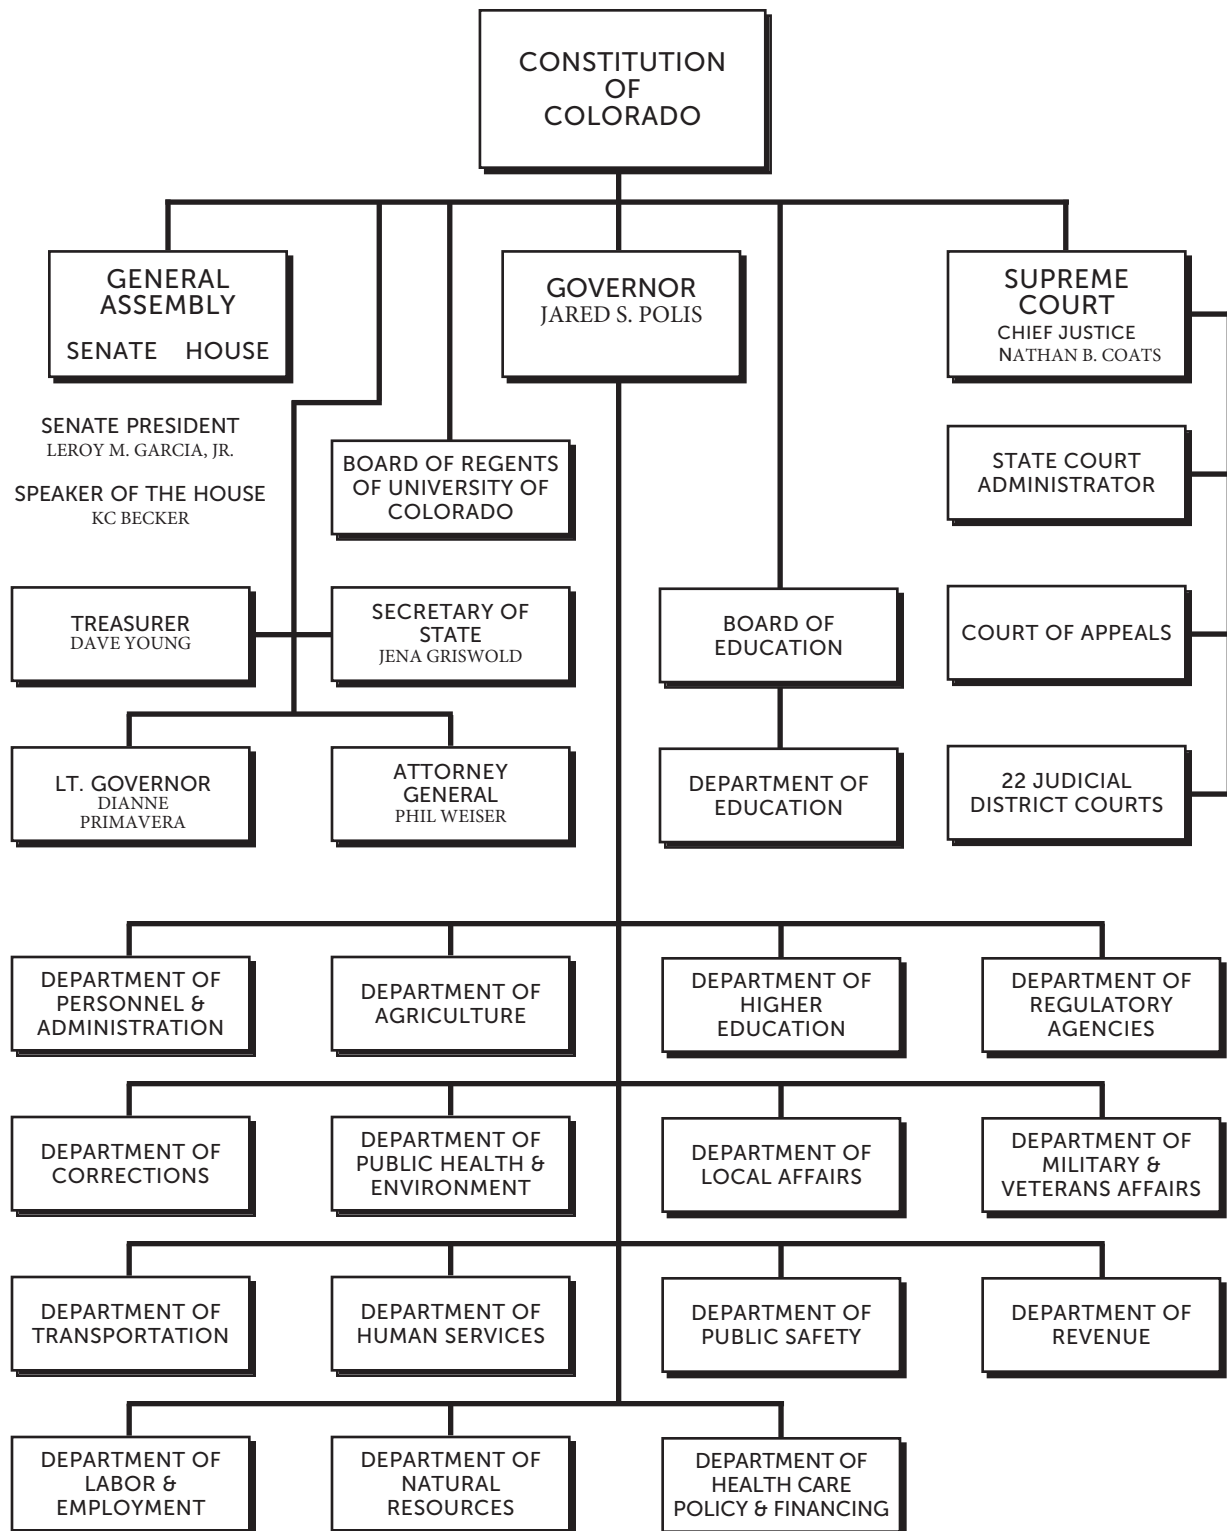 CONSTITUTION
OF
COLORADO
GENERAL
ASSEMBLY
SENATE HOUSE
GOVERNOR
JARED S. POLIS
SUPREME
COURT
CHIEF JUSTICE
NATHAN B. COATS
SENATE PRESIDENT
LEROY M. GARCIA, JR.
SPEAKER OF THE HOUSE
KC BECKER
BOARD OF REGENTS
OF UNIVERSITY OF
COLORADO
STATE COURT
ADMINISTRATOR
TREASURER
DAVE YOUNG
SECRETARY OF
STATE
JENA GRISWOLD
BOARD OF
EDUCATION
COURT OF APPEALS
LT. GOVERNOR
DIANNE
PRIMAVERA
ATTORNEY
GENERAL
PHIL WEISER
DEPARTMENT OF
EDUCATION
22 JUDICIAL
DISTRICT COURTS
DEPARTMENT OF
PERSONNEL &
ADMINISTRATION
DEPARTMENT OF
AGRICULTURE
DEPARTMENT OF
HIGHER
EDUCATION
DEPARTMENT OF
REGULATORY
AGENCIES
DEPARTMENT OF
CORRECTIONS
DEPARTMENT OF
PUBLIC HEALTH &
ENVIRONMENT
DEPARTMENT OF
LOCAL AFFAIRS
DEPARTMENT OF
MILITARY &
VETERANS AFFAIRS
DEPARTMENT OF
TRANSPORTATION
DEPARTMENT OF
HUMAN SERVICES
DEPARTMENT OF
PUBLIC SAFETY
DEPARTMENT OF
REVENUE
DEPARTMENT OF
LABOR &
EMPLOYMENT
DEPARTMENT OF
NATURAL
RESOURCES
DEPARTMENT OF
HEALTH CARE
POLICY & FINANCING